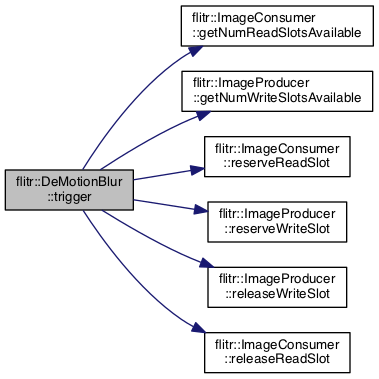 flitr::ImageConsumer
::getNumReadSlotsAvailable
flitr::ImageProducer
::getNumWriteSlotsAvailable
flitr::ImageConsumer
::reserveReadSlot
flitr::DeMotionBlur
::trigger
flitr::ImageProducer
::reserveWriteSlot
flitr::ImageProducer
::releaseWriteSlot
flitr::ImageConsumer
::releaseReadSlot